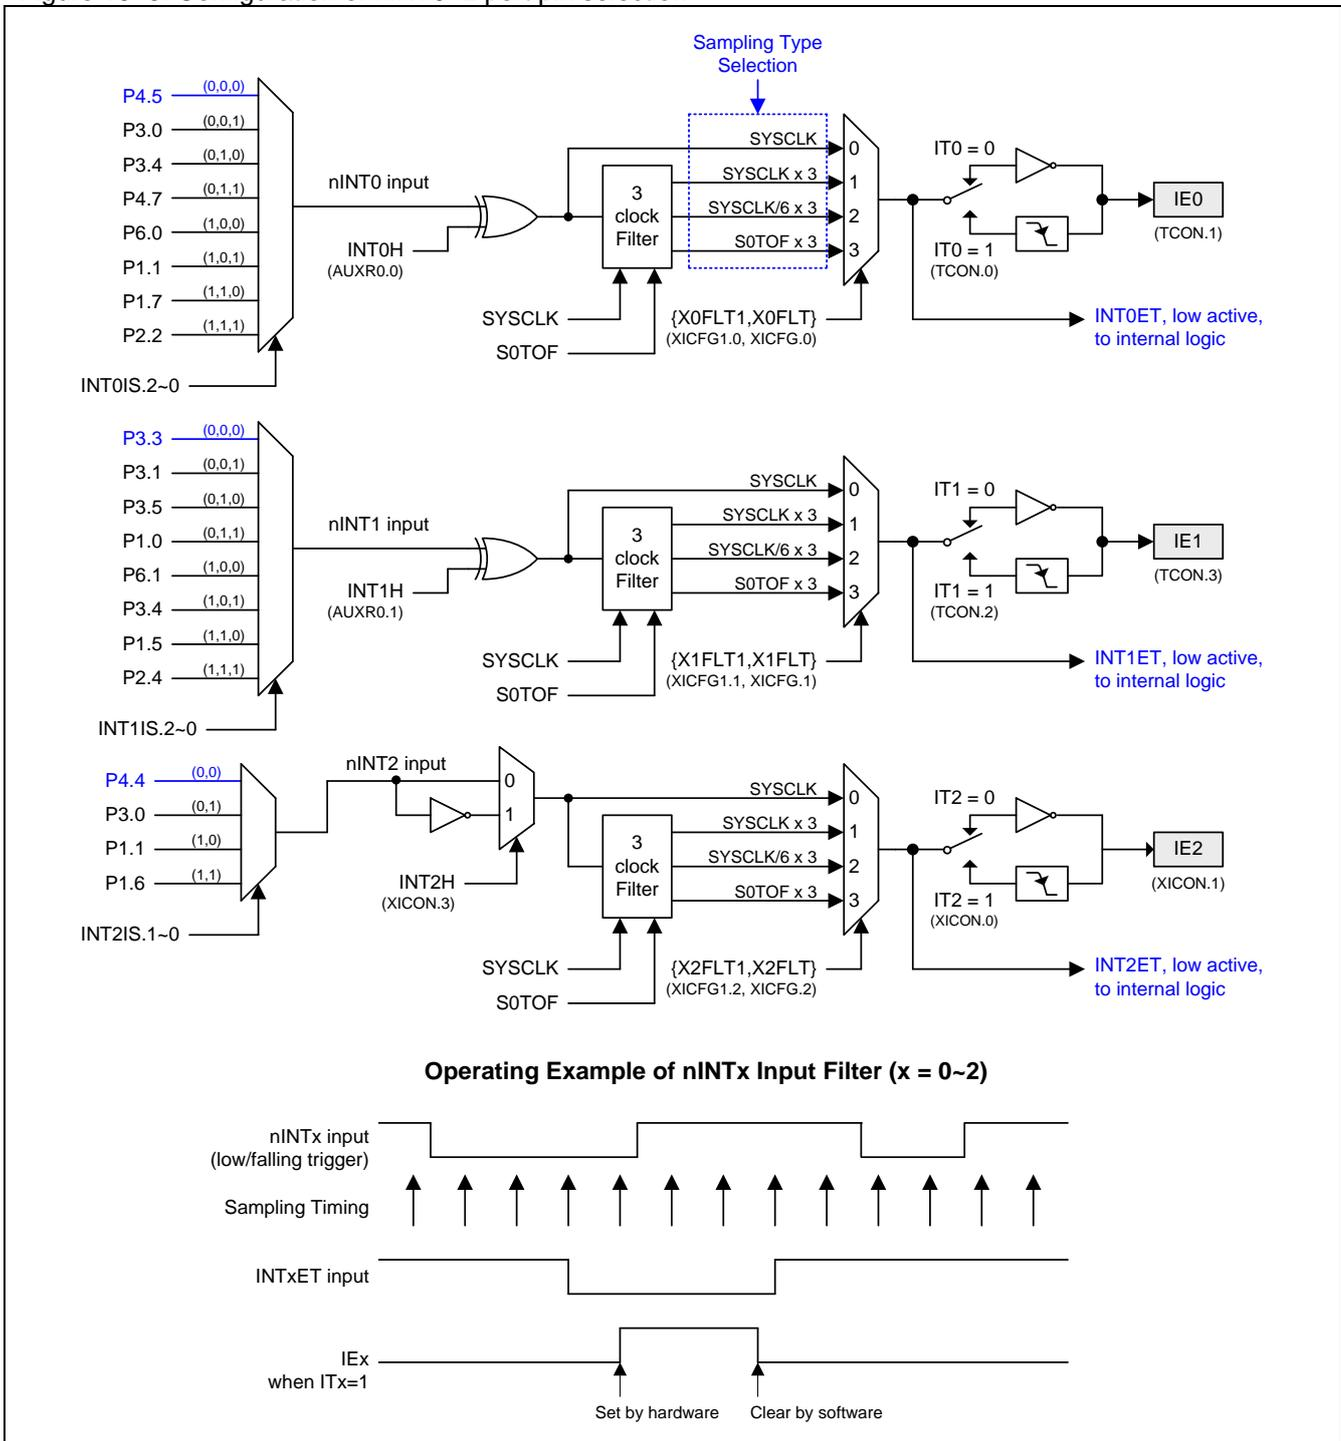 Sampling Type
Selection
P4.5 (0,0,0)
P3.0 (0,0,1)
P3.4 (0,1,0)
P4.7 (0,1,1)
P6.0 (1,0,0)
P1.1 (1,0,1)
P1.7 (1,1,0)
P2.2 (1,1,1)
INT0IS.2~0
nINT0 input
INT0H
(AUXR0.0)
3
clock
Filter
SYSCLK
S0TOF
SYSCLK
SYSCLK x 3
SYSCLK/6 x 3
S0TOF x 3
0
1
2
3
{X0FLT1,X0FLT}
(XICFG1.0, XICFG.0)
IT0 = 0
IT0 = 1
(TCON.0)
IE0
(TCON.1)
INT0ET, low active,
to internal logic
P3.3 (0,0,0)
P3.1 (0,0,1)
P3.5 (0,1,0)
P1.0 (0,1,1)
P6.1 (1,0,0)
P3.4 (1,0,1)
P1.5 (1,1,0)
P2.4 (1,1,1)
INT1IS.2~0
nINT1 input
INT1H
(AUXR0.1)
3
clock
Filter
SYSCLK
S0TOF
SYSCLK
SYSCLK x 3
SYSCLK/6 x 3
S0TOF x 3
0
1
2
3
{X1FLT1,X1FLT}
(XICFG1.1, XICFG.1)
IT1 = 0
IT1 = 1
(TCON.2)
IE1
(TCON.3)
INT1ET, low active,
to internal logic
P4.4 (0,0)
P3.0 (0,1)
P1.1 (1,0)
P1.6 (1,1)
INT2IS.1~0
nINT2 input
0
1
INT2H
(XICON.3)
3
clock
Filter
SYSCLK
S0TOF
SYSCLK
SYSCLK x 3
SYSCLK/6 x 3
S0TOF x 3
0
1
2
3
{X2FLT1,X2FLT}
(XICFG1.2, XICFG.2)
IT2 = 0
IT2 = 1
(XICON.0)
IE2
(XICON.1)
INT2ET, low active,
to internal logic
Operating Example of nINTx Input Filter (x = 0~2)
nINTx input
(low/falling trigger)
Sampling Timing
INTxET input
IEx
when ITx=1
Set by hardware
Clear by software